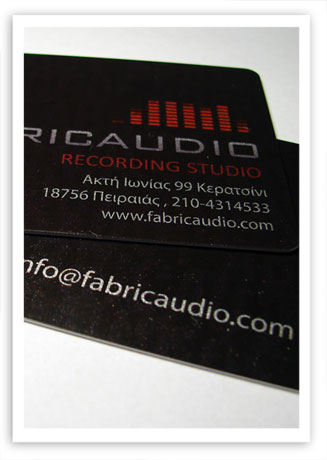 RICAUDIO
RECORDING STUDIO
Ακτή Ιωνίας 99 Κερατσίνι
18756 Πειραιάς , 210-4314533
www.fabricaudio.com
nfo@fabricaudio.com